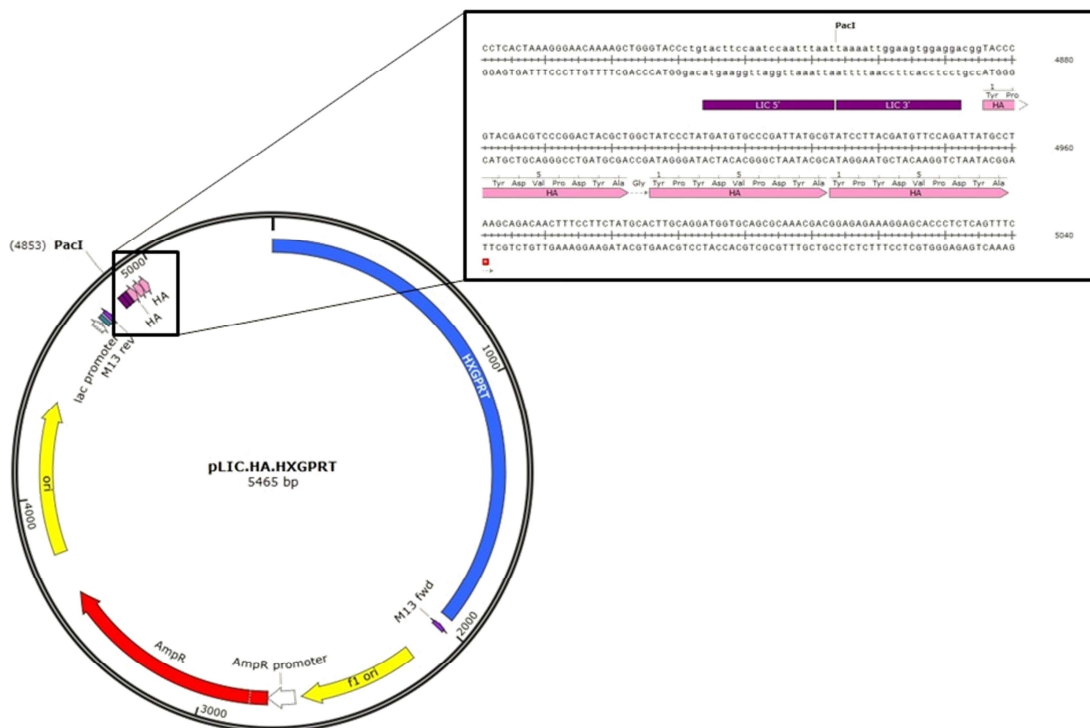 PacI
CCTCACTAAAGGGAACAAAAGCTGGGTACCctgtacttccaatccaatttaattaaaattggaagtggaggacggTACCC
4880
GGAGTGATTTCCCTTGTTTTCGACCCATGGgacatgaaggttaggttaaattaattttaaccttcacctcctgccATGGG
LIC 5'
LIC 3'
1
Tyr Pro
HA
GTACGACGTCCCGGACTACGCTGGCTATCCCTATGATGTGCCCGATTATGCGTATCCTTACGATGTTCCAGATTATGCCT
4960
CATGCTGCAGGGCCTGATGCGACCGATAGGGATACTACACGGGCTAATACGCATAGGAATGCTACAAGGTCTAATACGGA
5 1 5 1 5
Tyr Asp Val Pro Asp Tyr Ala Gly Tyr Pro Tyr Asp Val Pro Asp Tyr Ala Tyr Pro Tyr Asp Val Pro Asp Tyr Ala
HA HA HA
AAGCAGACAACTTTCCTTCTATGCACTTGCAGGATGGTGCAGCGCAAACGACGGAGAGAAAGGAGCACCCTCTCAGTTTC
5040
TTCGTCTGTTGAAAGGAAGATACGTGAACGTCCTACCACGTCGCGTTTGCTGCCTCTCTTTCCTCGTGGGAGAGTCAAAG
(4853) PacI
5000
HA
HA
M13 rev
lac promoter
1000
HXGPRT
pLIC.HA.HXGPRT
5465 bp
ori
4000
M13 fwd
2000
AmpR
AmpR promoter
f1 ori
3000